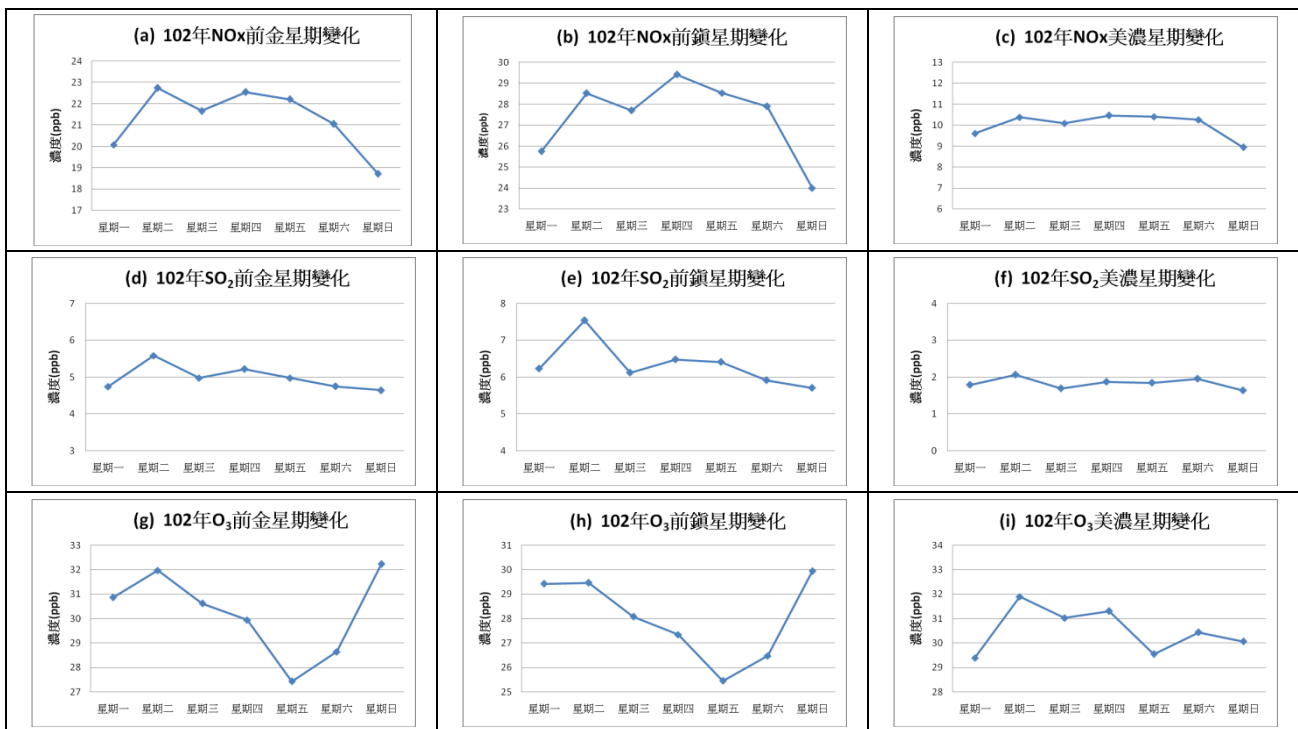 (a) 102年NOx前金星期變化
濃度(ppb)
24
23
22
21
20
19
18
17
星期一 星期二 星期三 星期四 星期五 星期六 星期日
(b) 102年NOx前鎮星期變化
濃度(ppb)
30
29
28
27
26
25
24
23
星期一 星期二 星期三 星期四 星期五 星期六 星期日
(c) 102年NOx美濃星期變化
濃度(ppb)
13
12
11
10
9
8
7
6
星期一 星期二 星期三 星期四 星期五 星期六 星期日
(d) 102年SO₂前金星期變化
濃度(ppb)
7
6
5
4
3
星期一 星期二 星期三 星期四 星期五 星期六 星期日
(e) 102年SO₂前鎮星期變化
濃度(ppb)
8
7
6
5
4
星期一 星期二 星期三 星期四 星期五 星期六 星期日
(f) 102年SO₂美濃星期變化
濃度(ppb)
4
3
2
1
0
星期一 星期二 星期三 星期四 星期五 星期六 星期日
(g) 102年O₃前金星期變化
濃度(ppb)
33
32
31
30
29
28
27
星期一 星期二 星期三 星期四 星期五 星期六 星期日
(h) 102年O₃前鎮星期變化
濃度(ppb)
31
30
29
28
27
26
25
星期一 星期二 星期三 星期四 星期五 星期六 星期日
(i) 102年O₃美濃星期變化
濃度(ppb)
34
33
32
31
30
29
28
星期一 星期二 星期三 星期四 星期五 星期六 星期日